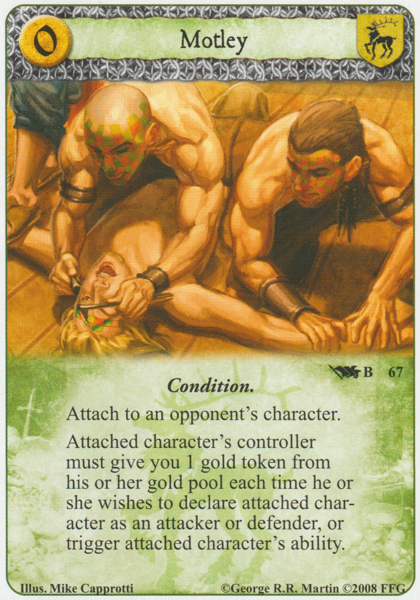 0
Motley
B 67
Condition.
Attach to an opponent's character.
Attached character's controller
must give you 1 gold token from
his or her gold pool each time he or
she wishes to declare attached char-
acter as an attacker or defender, or
trigger attached character's ability.
Illus. Mike Capprotti ©George R.R. Martin ©2008 FFG